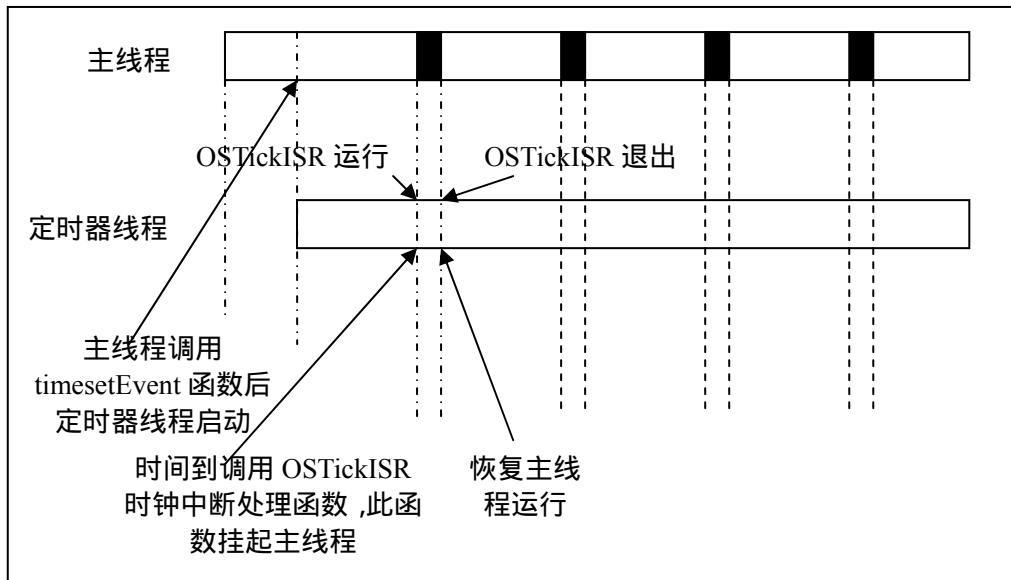 主线程
OSTickISR 运行
OSTickISR 退出
定时器线程
主线程调用
timesetEvent 函数后
定时器线程启动
时间到调用 OSTickISR
时钟中断处理函数 ,此函
数挂起主线程
恢复主线
程运行